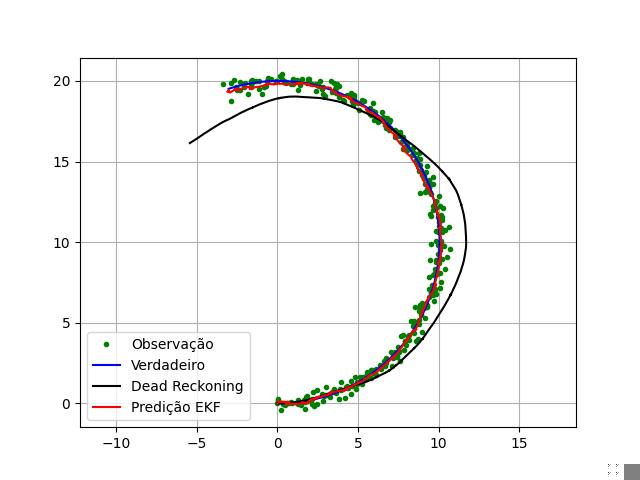 20
15
10
5
0
Observação
Verdadeiro
Dead Reckoning
Predição EKF
−10 −5 0 5 10 15